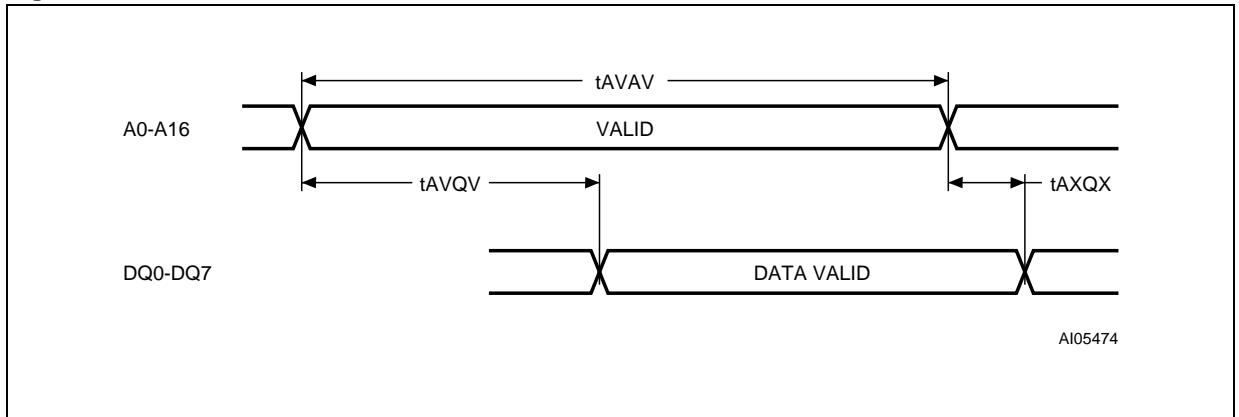 tAVAV
A0-A16
VALID
tAVQV
tAXQX
DQ0-DQ7
DATA VALID
AI05474